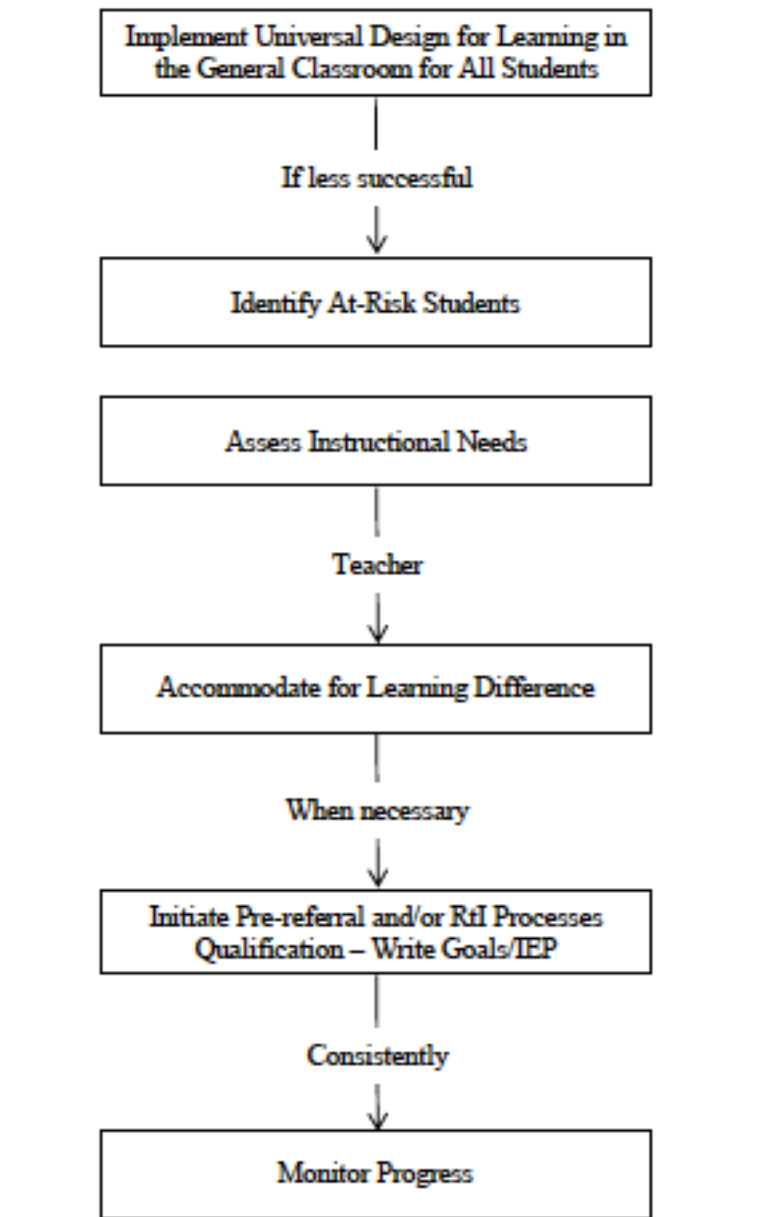 Implement Universal Design for Learning in
the General Classroom for All Students
If less successful
Identify At-Risk Students
Assess Instructional Needs
Teacher
Accommodate for Learning Difference
When necessary
Initiate Pre-referral and/or RtI Processes
Qualification – Write Goals/IEP
Consistently
Monitor Progress